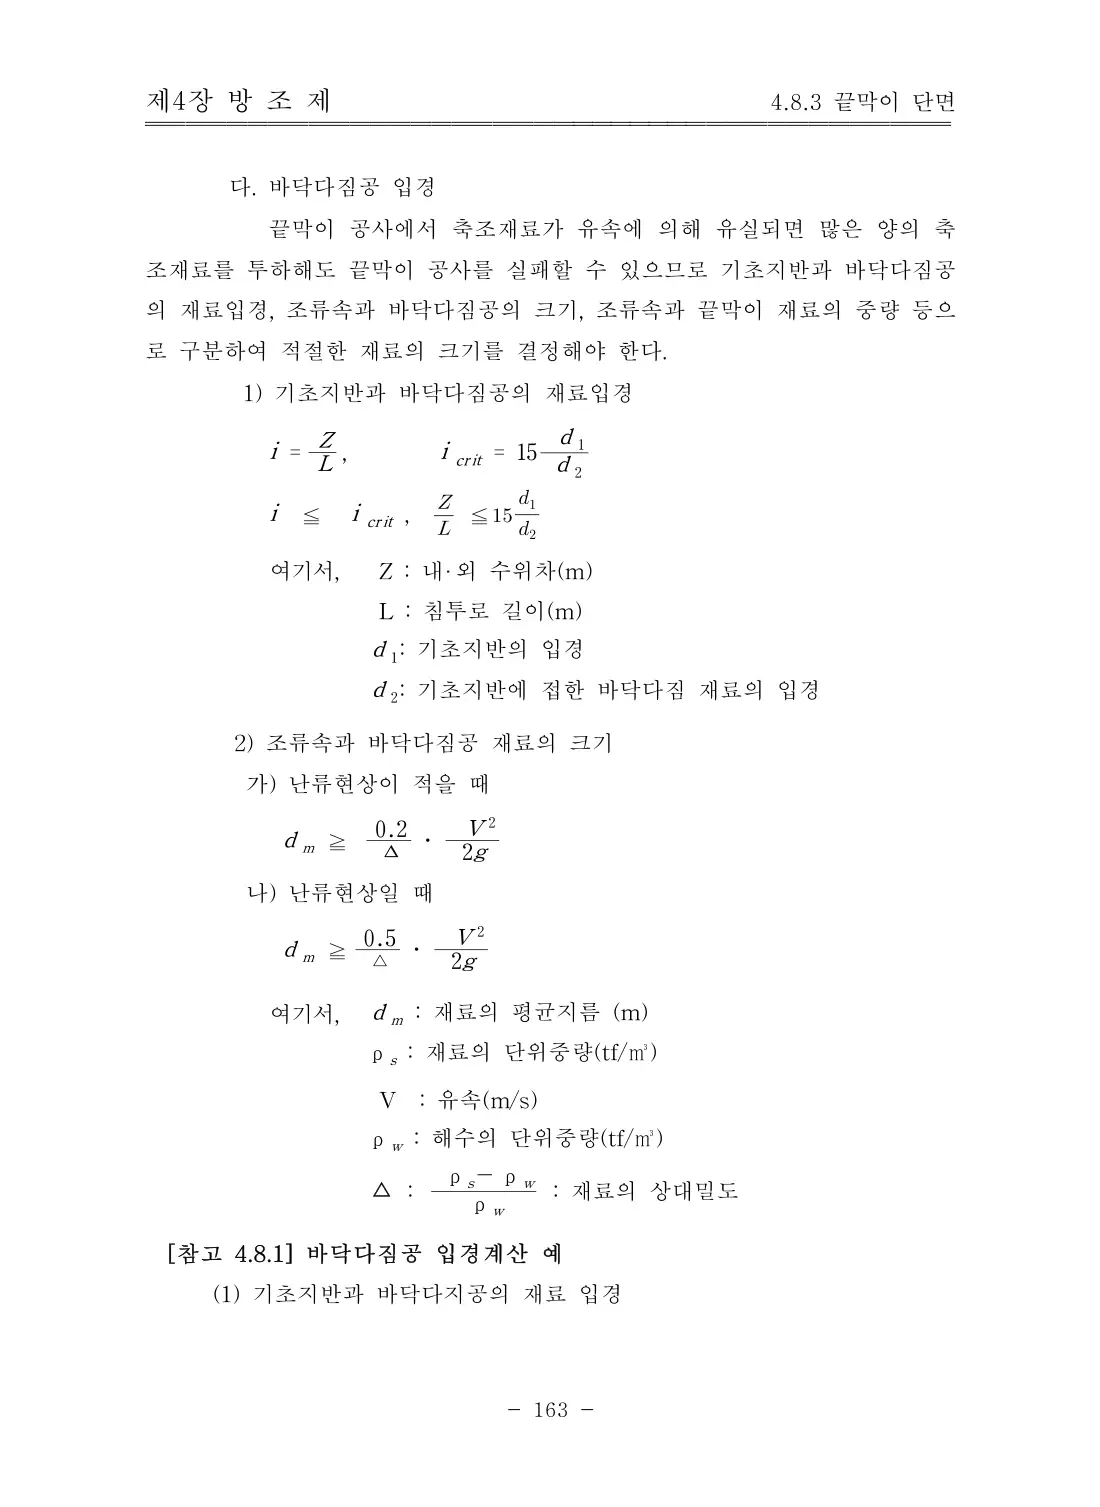 제4장 방 조 제 4.8.3 끝막이 단면
다. 바닥다짐공 입경
끝막이 공사에서 축조재료가 유속에 의해 유실되면 많은 양의 축
조재료를 투하해도 끝막이 공사를 실패할 수 있으므로 기초지반과 바닥다짐공
의 재료입경, 조류속과 바닥다짐공의 크기, 조류속과 끝막이 재료의 중량 등으
로 구분하여 적절한 재료의 크기를 결정해야 한다.
1) 기초지반과 바닥다짐공의 재료입경
i = Z/L, i crit = 15 d1/d2
i ≦ i crit , Z/L ≦15 d1/d2
여기서, Z : 내·외 수위차(m)
L : 침투로 길이(m)
d1: 기초지반의 입경
d2: 기초지반에 접한 바닥다짐 재료의 입경
2) 조류속과 바닥다짐공 재료의 크기
가) 난류현상이 적을 때
dm ≧ 0.2/Δ · V²/2g
나) 난류현상일 때
dm ≧ 0.5/△ · V²/2g
여기서, dm : 재료의 평균지름 (m)
ρs : 재료의 단위중량(tf/㎥)
V : 유속(m/s)
ρw : 해수의 단위중량(tf/㎥)
Δ : ρs－ρw/ρw : 재료의 상대밀도
[참고 4.8.1] 바닥다짐공 입경계산 예
(1) 기초지반과 바닥다지공의 재료 입경
- 163 -